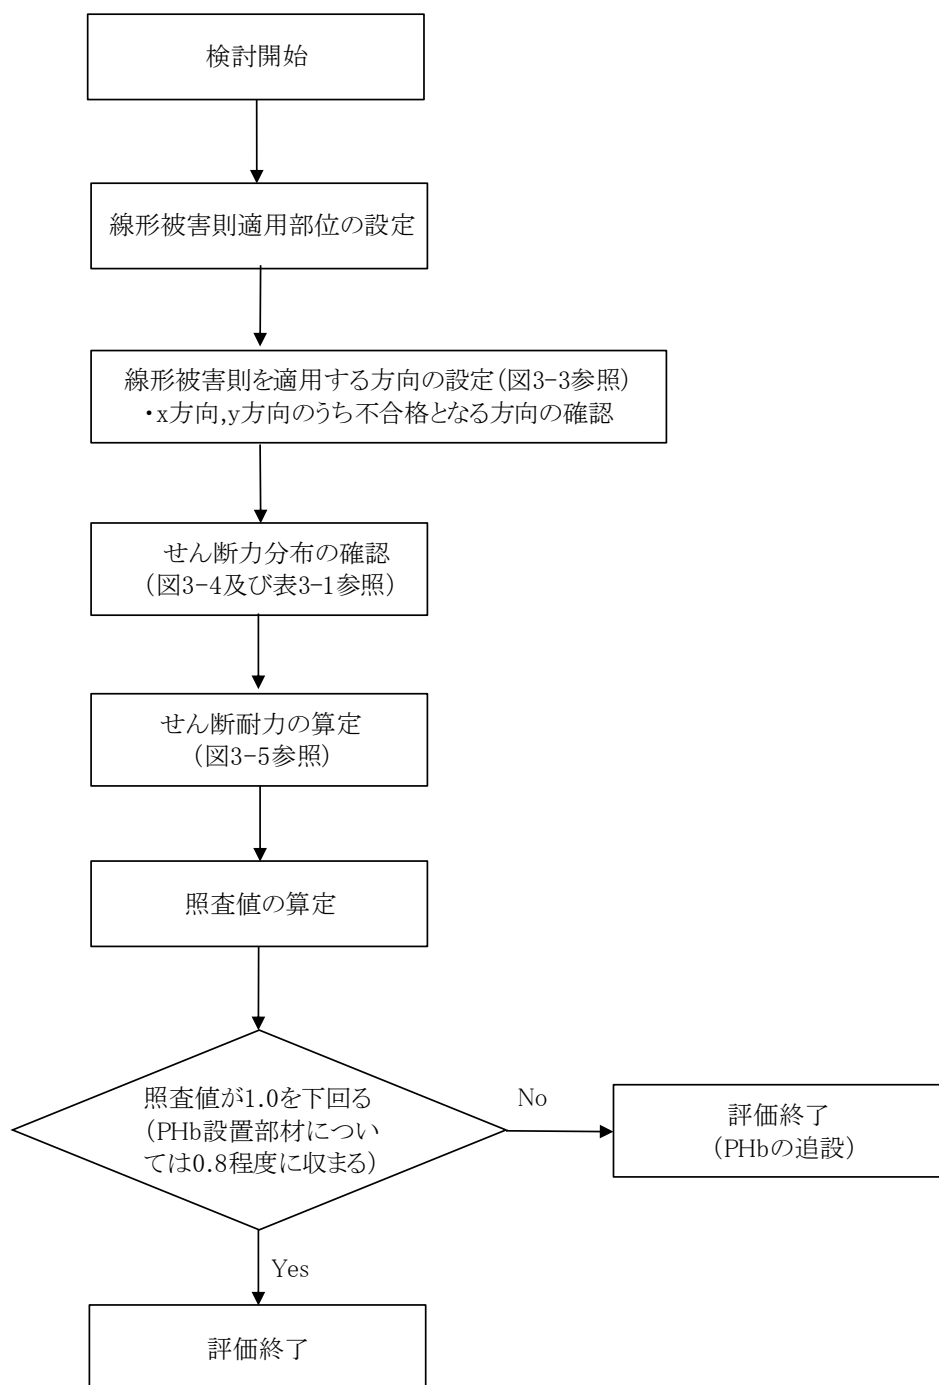 検討開始
線形被害則適用部位の設定
線形被害則を適用する方向の設定(図3-3参照)
・x方向,y方向のうち不合格となる方向の確認
せん断力分布の確認
(図3-4及び表3-1参照)
せん断耐力の算定
(図3-5参照)
照査値の算定
照査値が1.0を下回る
(PHb設置部材につい
ては0.8程度に収まる)
No
評価終了
(PHbの追設)
Yes
評価終了